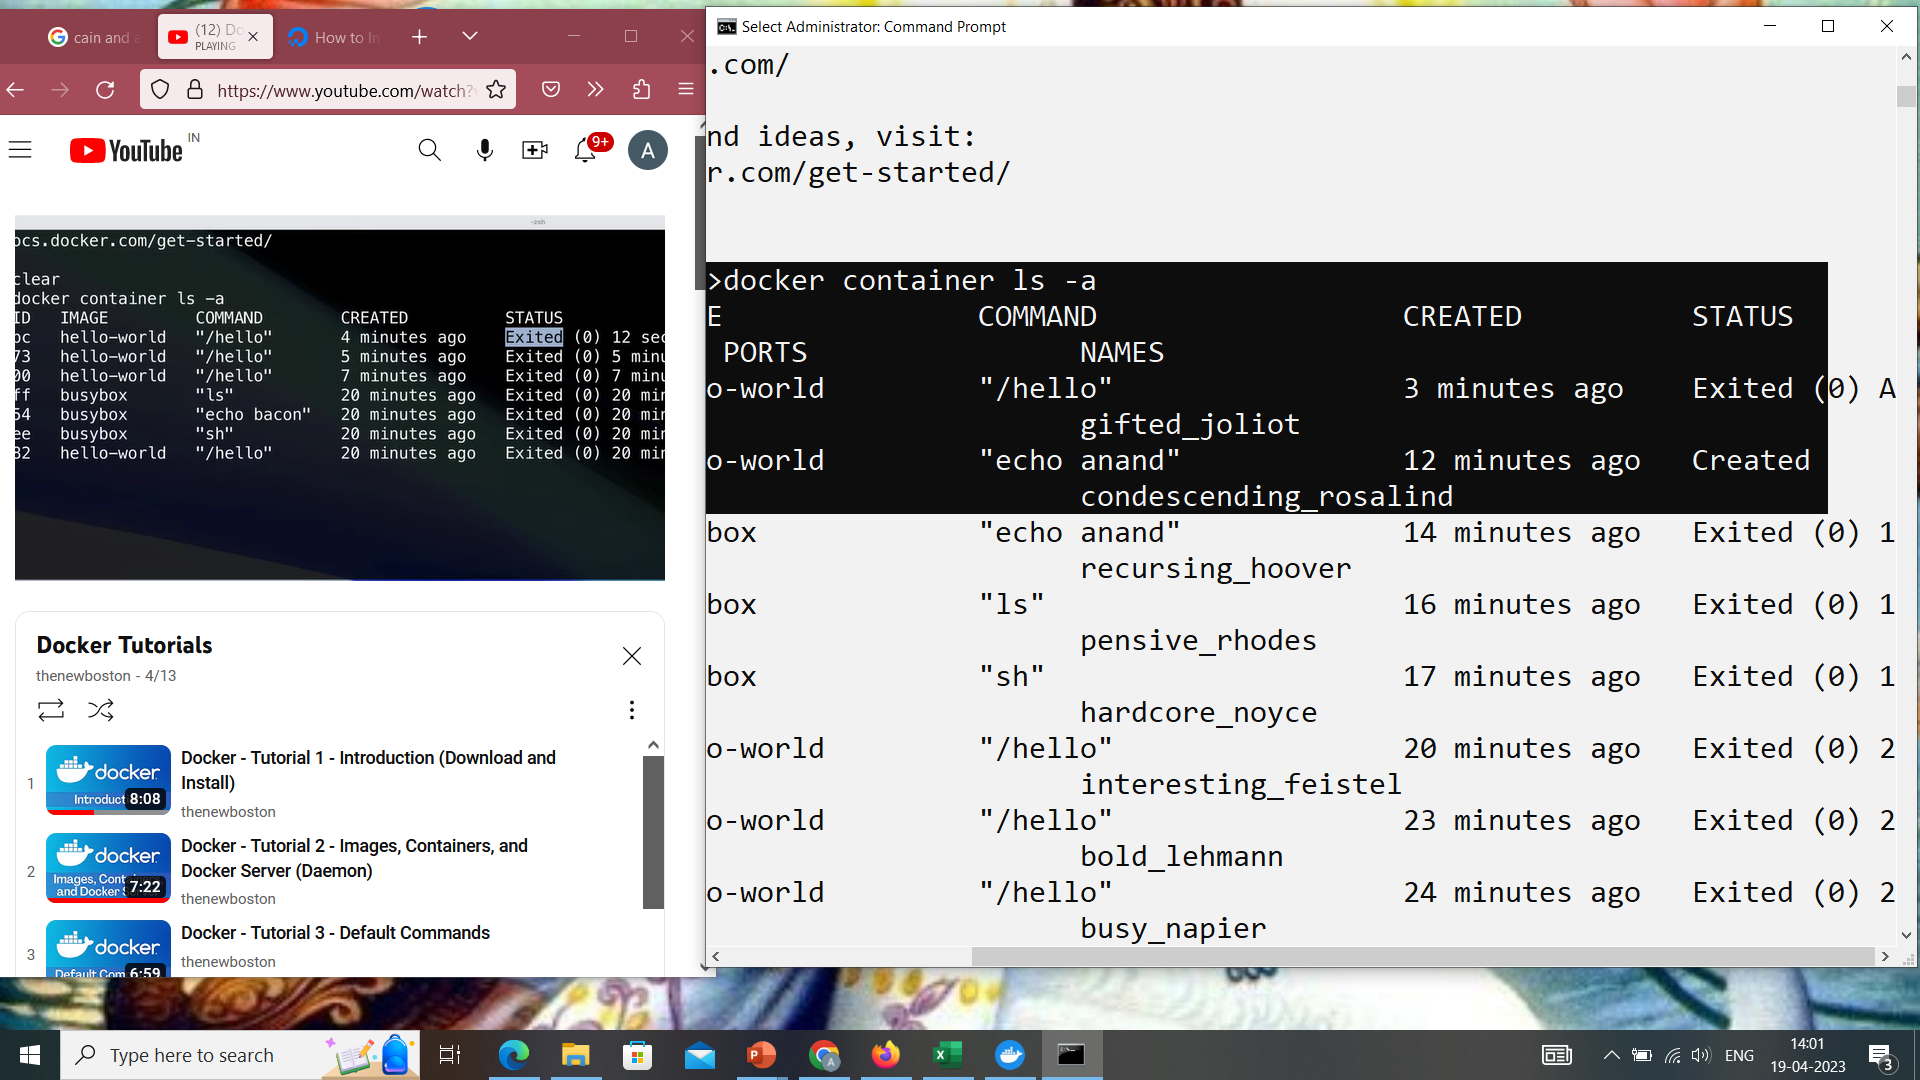 cain and a
(12) Do
PLAYING
How to In
https://www.youtube.com/watch?v
YouTube
IN
9+
A
-zsh
ocs.docker.com/get-started/
clear
docker container ls -a
ID IMAGE COMMAND CREATED STATUS
oc hello-world "/hello" 4 minutes ago Exited (0) 12 sec
73 hello-world "/hello" 5 minutes ago Exited (0) 5 minu
00 hello-world "/hello" 7 minutes ago Exited (0) 7 minu
ff busybox "ls" 20 minutes ago Exited (0) 20 min
54 busybox "echo bacon" 20 minutes ago Exited (0) 20 min
ee busybox "sh" 20 minutes ago Exited (0) 20 min
32 hello-world "/hello" 20 minutes ago Exited (0) 20 min
Docker Tutorials
thenewboston - 4/13
1
docker
Introduct
8:08
Docker - Tutorial 1 - Introduction (Download and
Install)
thenewboston
2
docker
Images, Cont
and Docker S
7:22
Docker - Tutorial 2 - Images, Containers, and
Docker Server (Daemon)
thenewboston
3
docker
Default Com
6:59
Docker - Tutorial 3 - Default Commands
thenewboston
Select Administrator: Command Prompt
.com/
nd ideas, visit:
r.com/get-started/
>docker container ls -a
E COMMAND CREATED STATUS
PORTS NAMES
o-world "/hello" 3 minutes ago Exited (0) A
gifted_joliot
o-world "echo anand" 12 minutes ago Created
condescending_rosalind
box "echo anand" 14 minutes ago Exited (0) 1
recursing_hoover
box "ls" 16 minutes ago Exited (0) 1
pensive_rhodes
box "sh" 17 minutes ago Exited (0) 1
hardcore_noyce
o-world "/hello" 20 minutes ago Exited (0) 2
interesting_feistel
o-world "/hello" 23 minutes ago Exited (0) 2
bold_lehmann
o-world "/hello" 24 minutes ago Exited (0) 2
busy_napier
Type here to search
ENG
14:01
19-04-2023
3